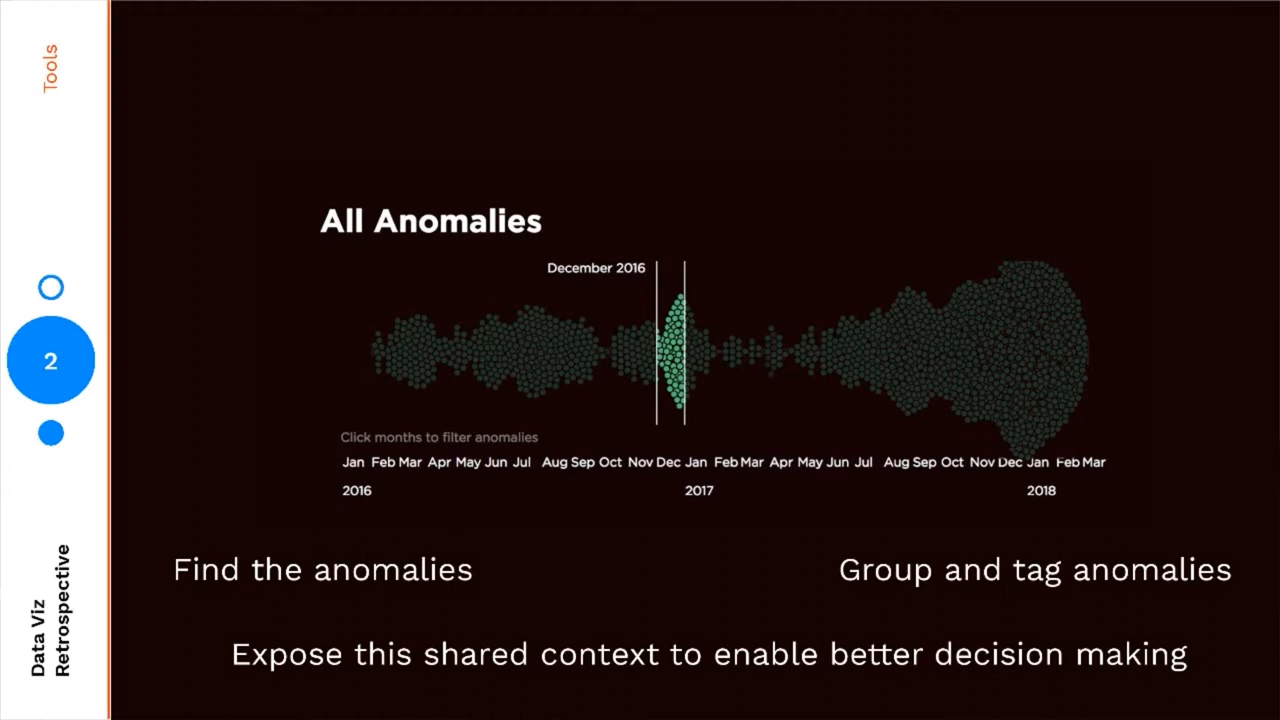 Tools
2
Data Viz
Retrospective
All Anomalies
December 2016
Click months to filter anomalies
Jan Feb Mar Apr May Jun Jul Aug Sep Oct Nov Dec Jan Feb Mar Apr May Jun Jul Aug Sep Oct Nov Dec Jan Feb Mar
2016 2017 2018
Find the anomalies
Group and tag anomalies
Expose this shared context to enable better decision making